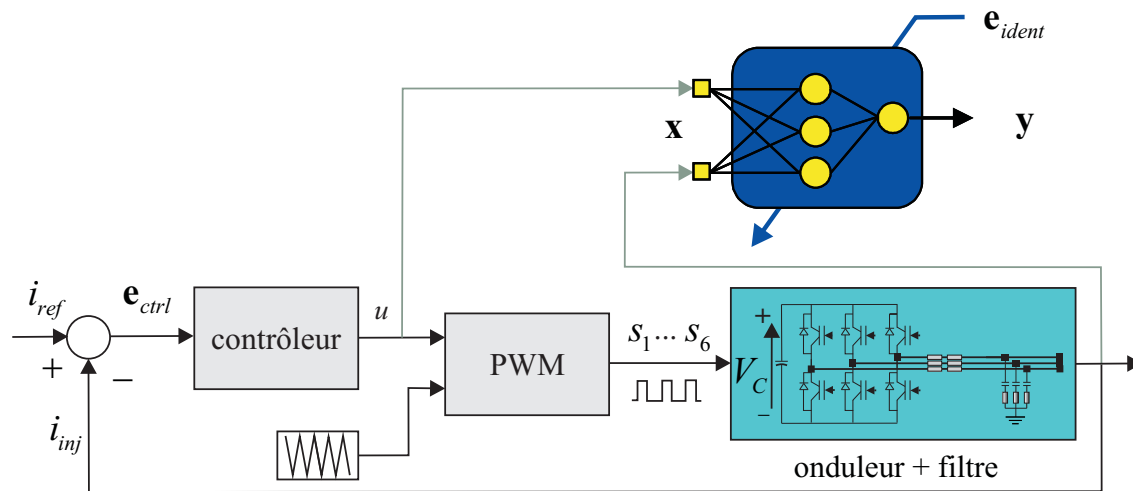 e_ident
x
y
i_ref
e_ctrl
contrôleur
u
PWM
s_1 ... s_6
+
−
i_inj
+
V_C
−
onduleur + filtre